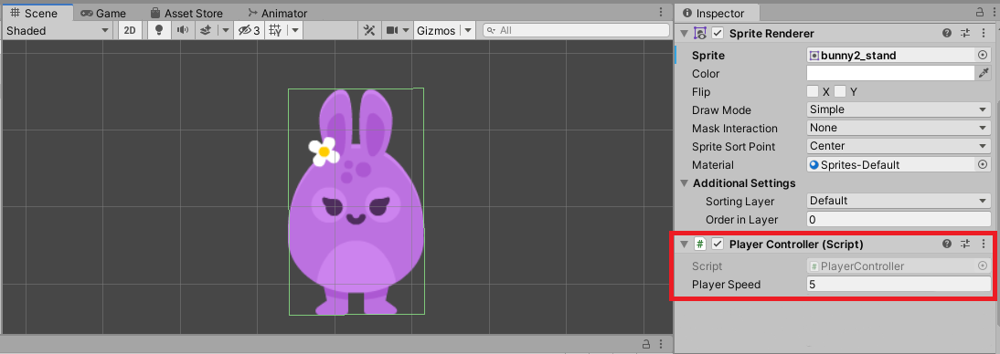 Scene
Game
Asset Store
Animator
Shaded
2D
3
Gizmos
All
Inspector
Sprite Renderer
Sprite
bunny2_stand
Color
Flip
X
Y
Draw Mode
Simple
Mask Interaction
None
Sprite Sort Point
Center
Material
Sprites-Default
Additional Settings
Sorting Layer
Default
Order in Layer
0
# Player Controller (Script)
Script
# PlayerController
Player Speed
5